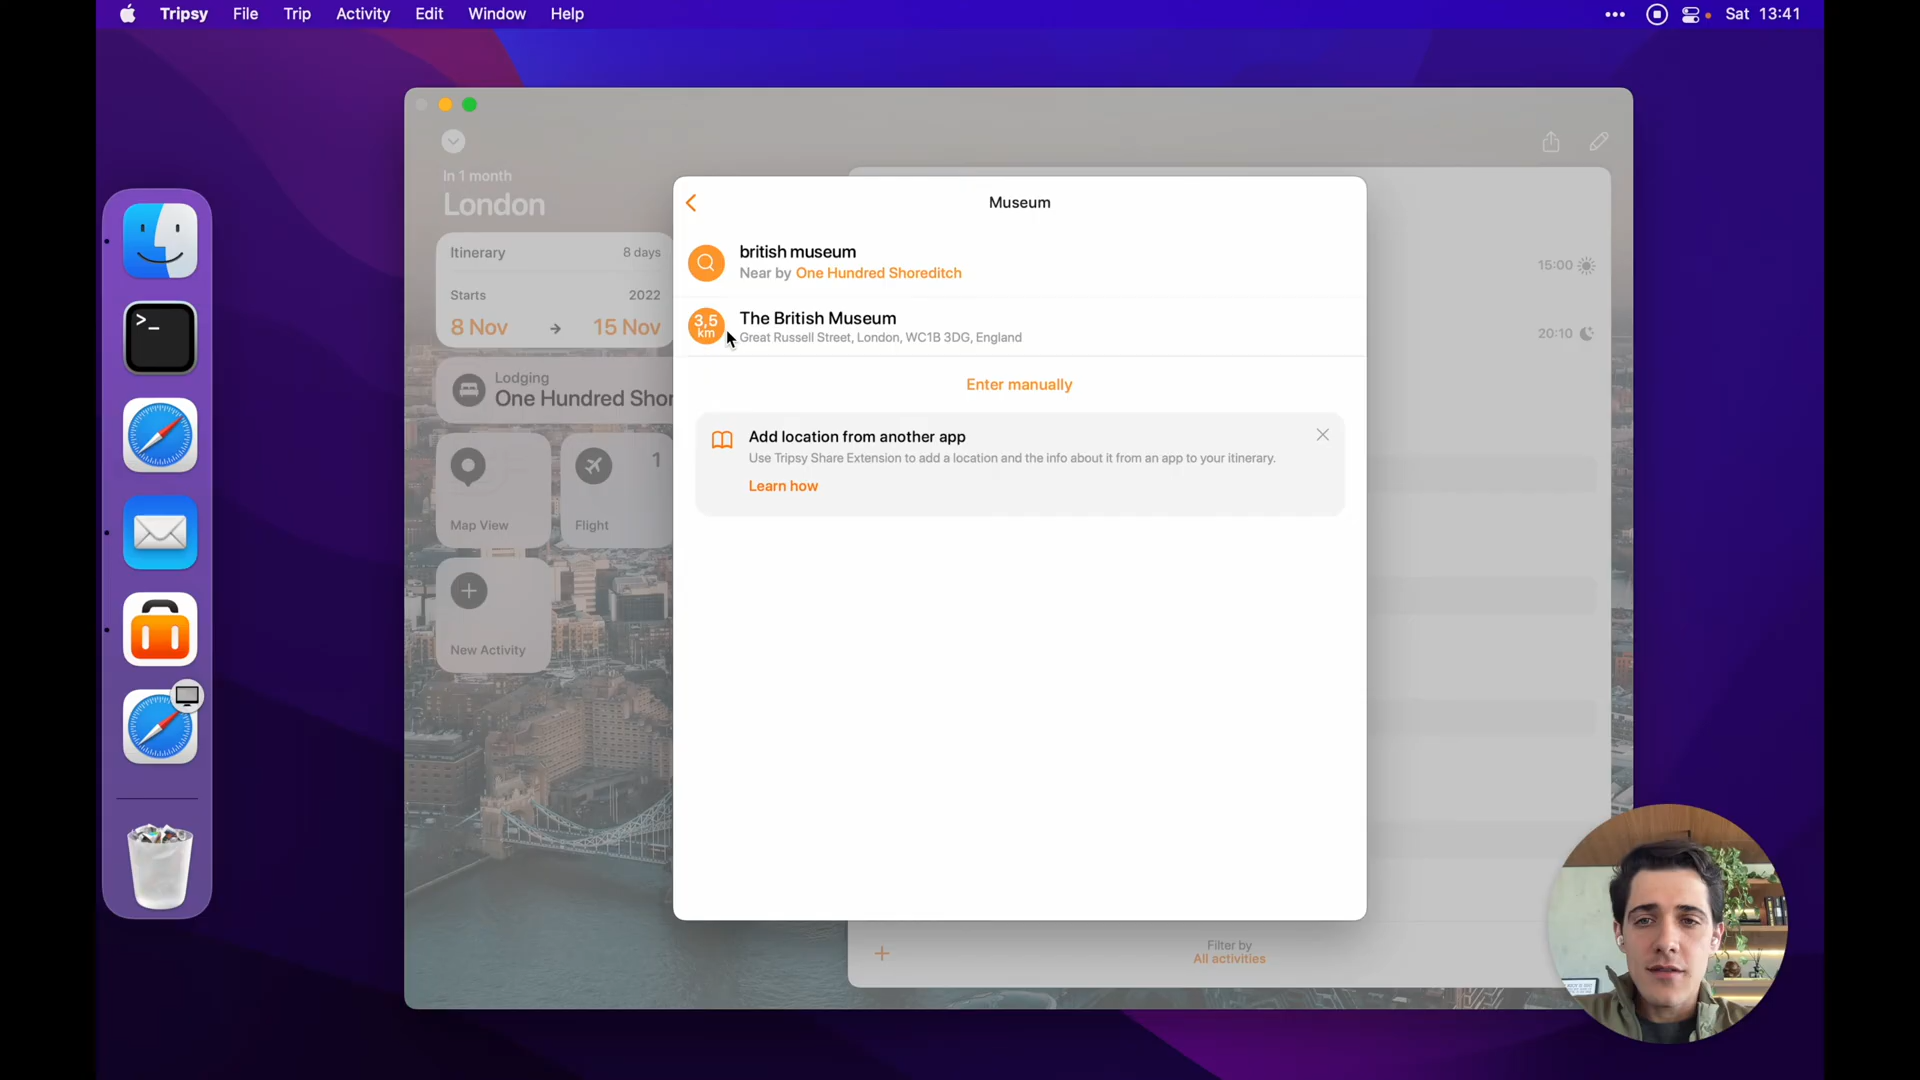 Tripsy File Trip Activity Edit Window Help
Sat 13:41
In 1 month
London
Itinerary 8 days
Starts 2022
8 Nov → 15 Nov
Lodging
One Hundred Shor
Map View
1
Flight
New Activity
Museum
british museum
Near by One Hundred Shoreditch
3,5
km
The British Museum
Great Russell Street, London, WC1B 3DG, England
Enter manually
Add location from another app
Use Tripsy Share Extension to add a location and the info about it from an app to your itinerary.
Learn how
15:00
20:10
Filter by
All activities